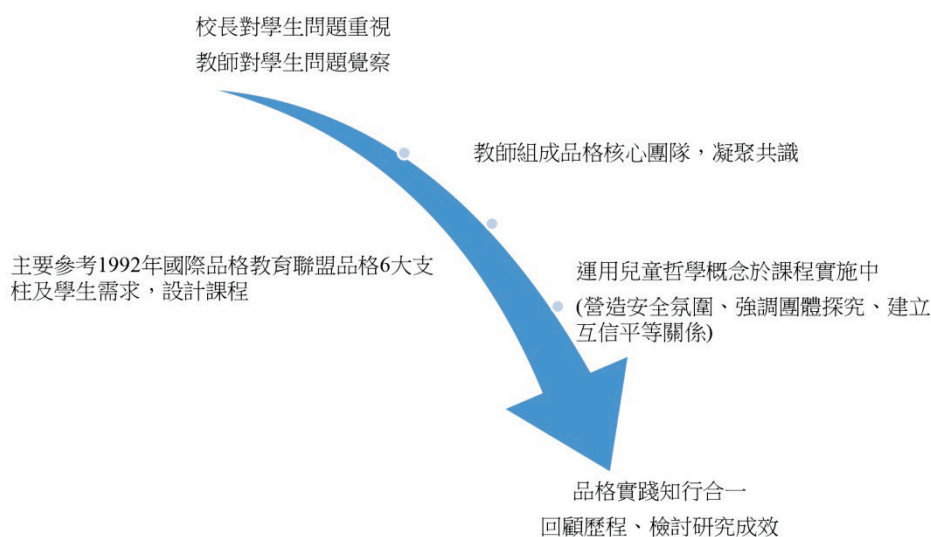 校長對學生問題重視
教師對學生問題覺察
教師組成品格核心團隊，凝聚共識
主要參考1992年國際品格教育聯盟品格6大支
柱及學生需求，設計課程
運用兒童哲學概念於課程實施中
(營造安全氛圍、強調團體探究、建立
互信平等關係)
品格實踐知行合一
回顧歷程、檢討研究成效